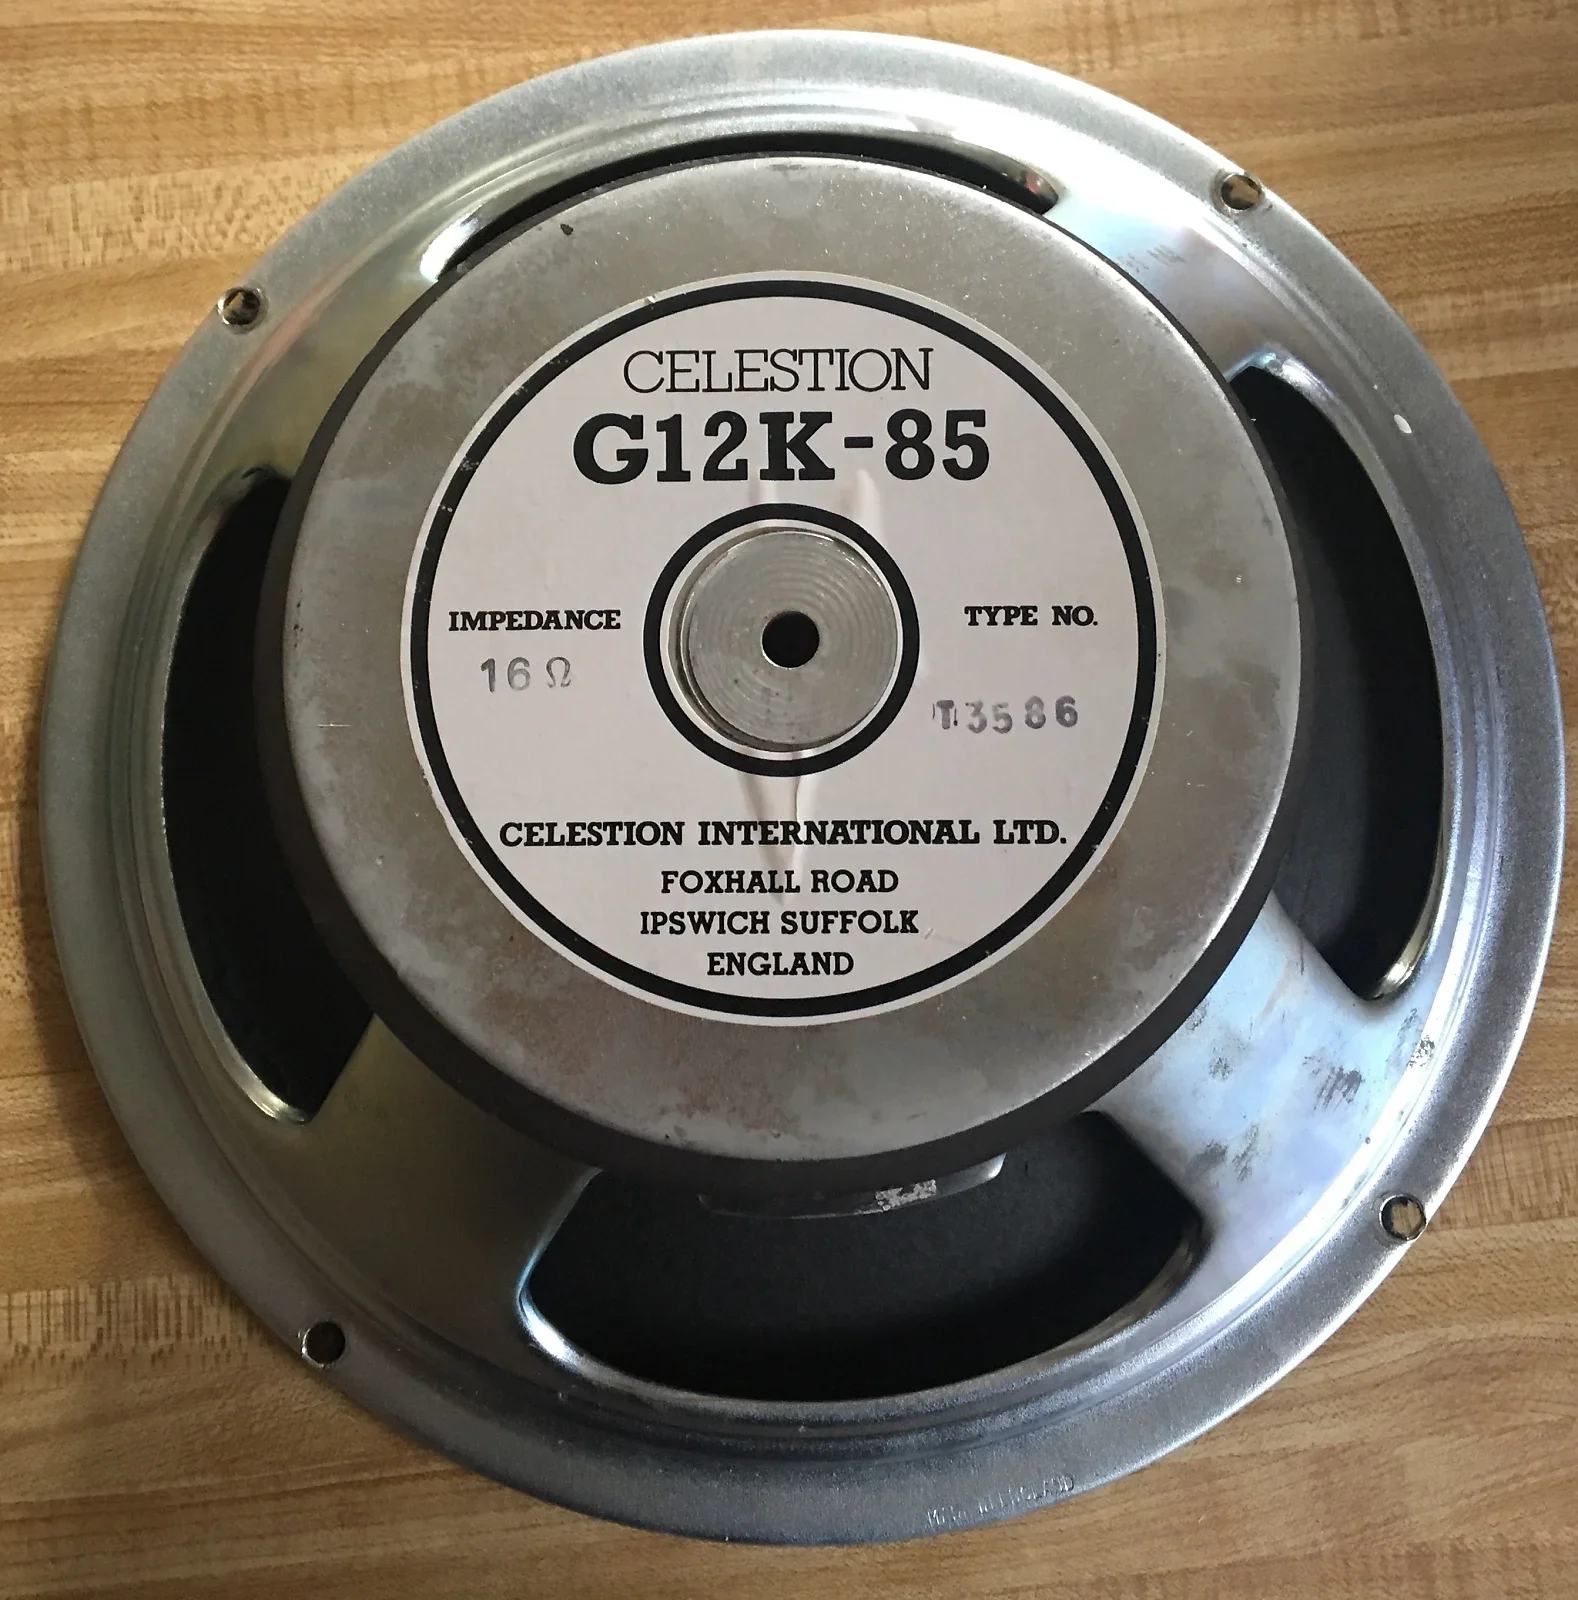 CELESTION
G12K-85
IMPEDANCE
16 Ω
TYPE NO.
T3586
CELESTION INTERNATIONAL LTD.
FOXHALL ROAD
IPSWICH SUFFOLK
ENGLAND